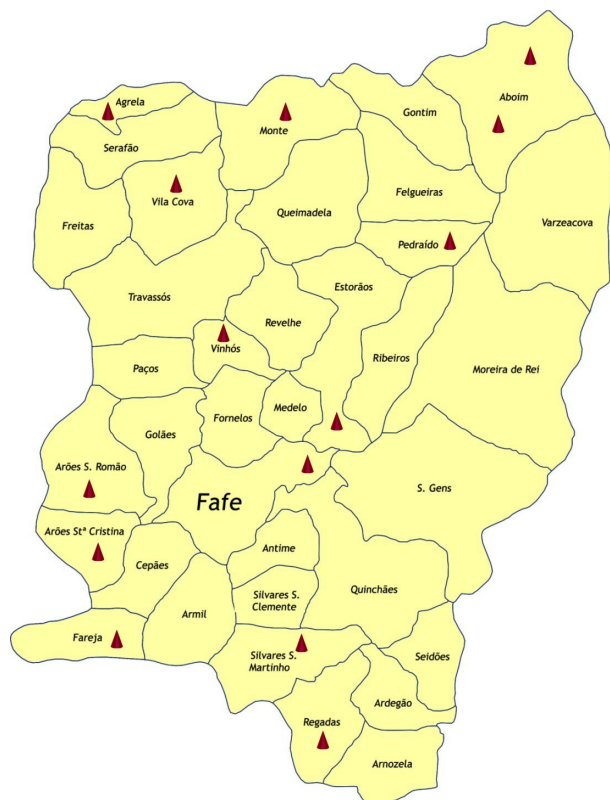 Agrela
Aboim
Gontim
Monte
Serafão
Felgueiras
Vila Cova
Queimadela
Freitas
Varzeacova
Pedraído
Estorãos
Travassós
Revelhe
Vinhós
Ribeiros
Paços
Moreira de Rei
Medelo
Fornelos
Golães
Arões S. Romão
S. Gens
Fafe
Arões Stª Cristina
Antime
Cepães
Quinchães
Silvares S.
Clemente
Armil
Fareja
Silvares S.
Martinho
Seidões
Ardegão
Regadas
Arnozela